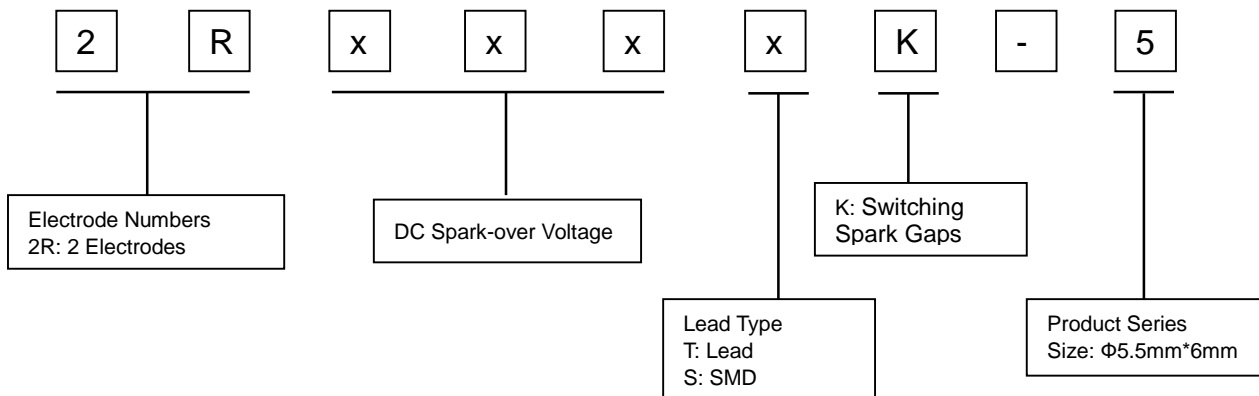 2 R x x x x K - 5
Electrode Numbers
2R: 2 Electrodes
DC Spark-over Voltage
K: Switching
Spark Gaps
Lead Type
T: Lead
S: SMD
Product Series
Size: Φ5.5mm*6mm